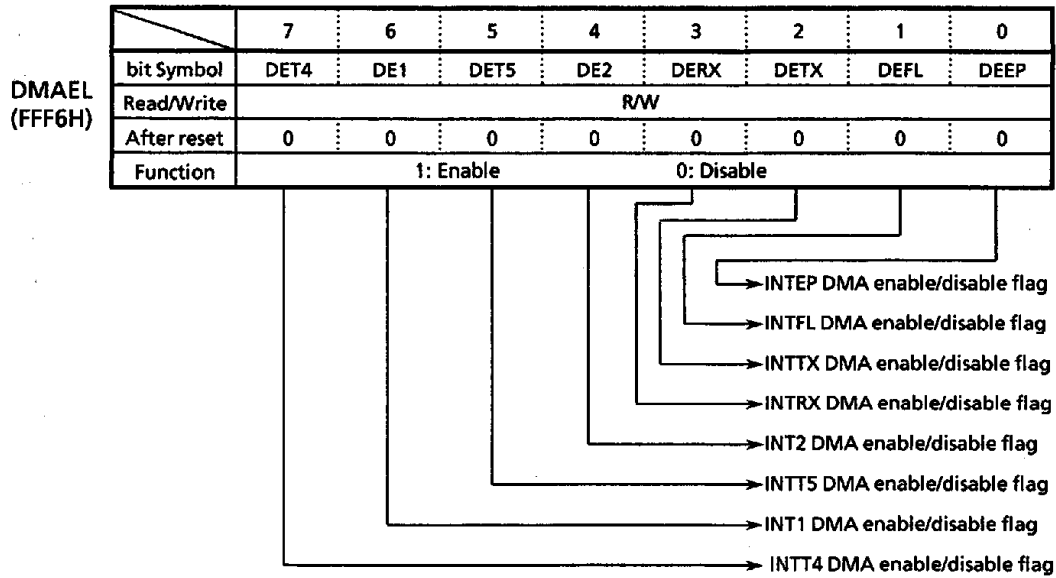 7 6 5 4 3 2 1 0
bit Symbol DET4 DE1 DET5 DE2 DERX DETX DEFL DEEP
DMAEL
(FFF6H)
Read/Write R/W
After reset 0 0 0 0 0 0 0 0
Function 1: Enable 0: Disable
INTEP DMA enable/disable flag
INTFL DMA enable/disable flag
INTTX DMA enable/disable flag
INTRX DMA enable/disable flag
INT2 DMA enable/disable flag
INTT5 DMA enable/disable flag
INT1 DMA enable/disable flag
INTT4 DMA enable/disable flag